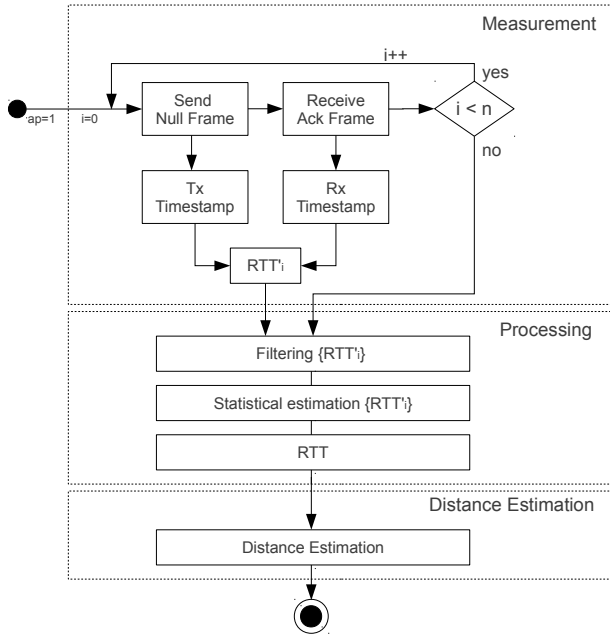 Measurement
i++
yes
ap=1
i=0
Send
Null Frame
Receive
Ack Frame
i < n
no
Tx
Timestamp
Rx
Timestamp
RTT'i
Processing
Filtering {RTT'i}
Statistical estimation {RTT'i}
RTT
Distance Estimation
Distance Estimation